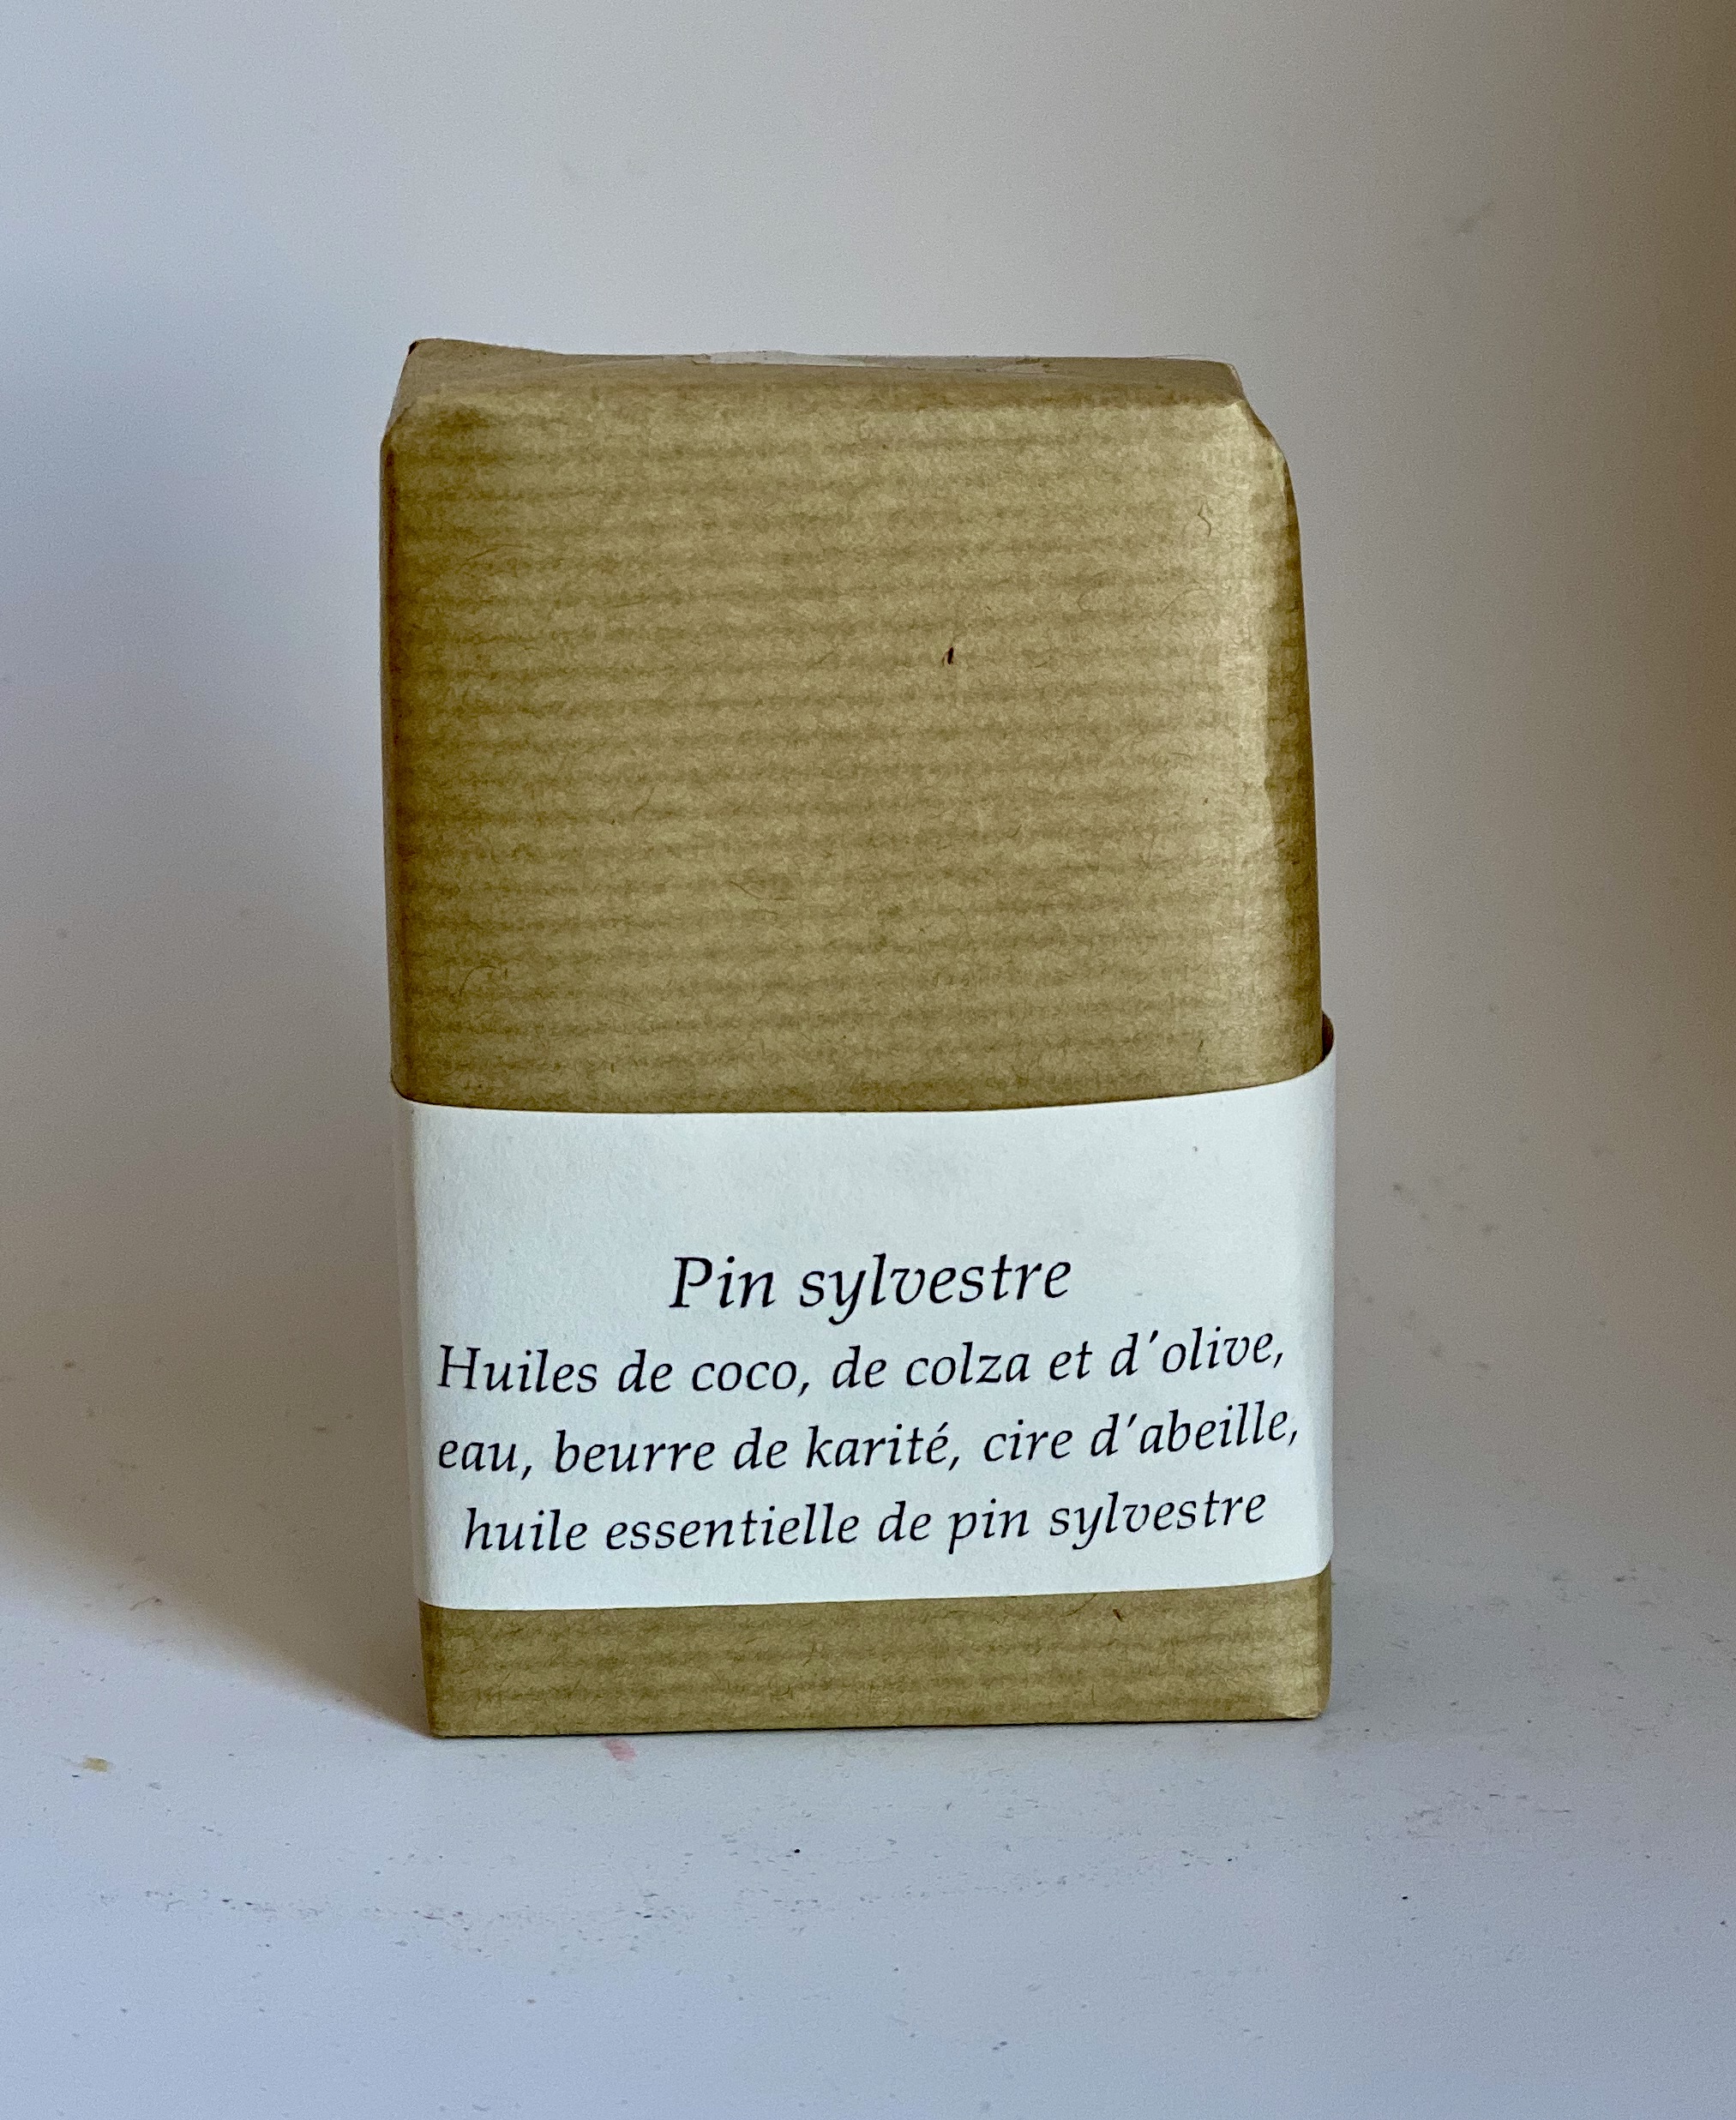 Pin sylvestre
Huiles de coco, de colza et d'olive,
eau, beurre de karité, cire d'abeille,
huile essentielle de pin sylvestre